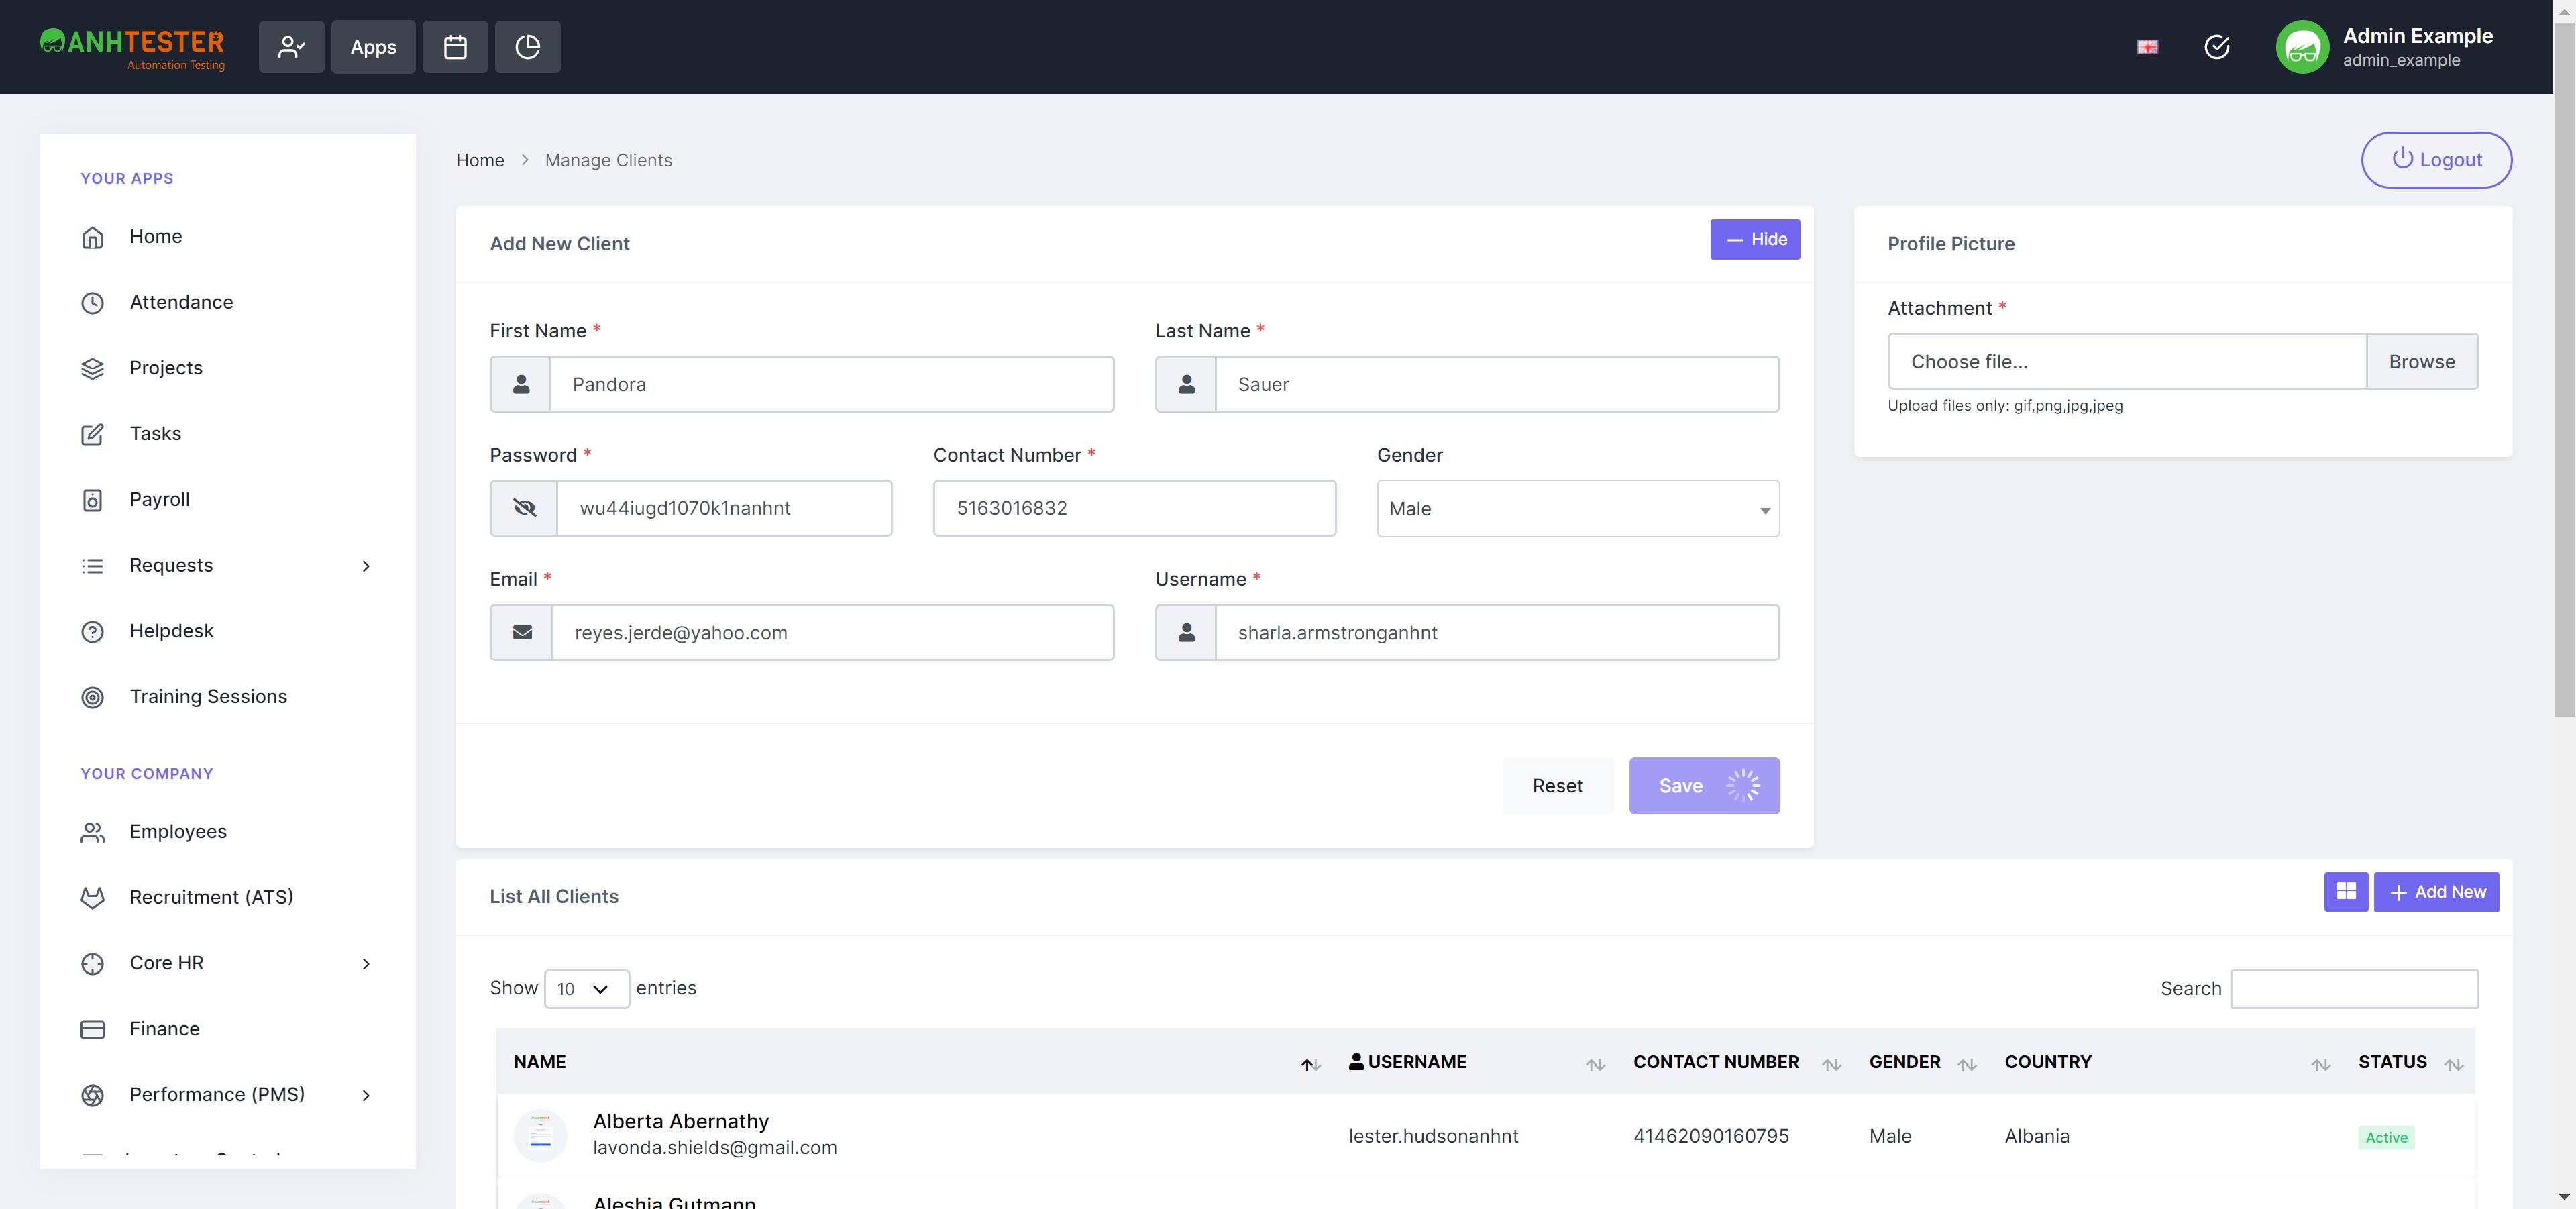 ANHTESTER
Automation Testing
Apps
Admin Example
admin_example
Home
Manage Clients
Logout
YOUR APPS
Home
Attendance
Projects
Tasks
Payroll
Requests
Helpdesk
Training Sessions
YOUR COMPANY
Employees
Recruitment (ATS)
Core HR
Finance
Performance (PMS)
Add New Client
Hide
First Name *
Pandora
Last Name *
Sauer
Password *
wu44iugd1070k1nanhnt
Contact Number *
5163016832
Gender
Male
Email *
reyes.jerde@yahoo.com
Username *
sharla.armstronganhnt
Reset
Save
Profile Picture
Attachment *
Choose file...
Browse
Upload files only: gif,png,jpg,jpeg
List All Clients
Add New
Show 10 entries
Search
NAME USERNAME CONTACT NUMBER GENDER COUNTRY STATUS
Alberta Abernathy
lavonda.shields@gmail.com
lester.hudsonanhnt 41462090160795 Male Albania Active
Aleshia Gutmann